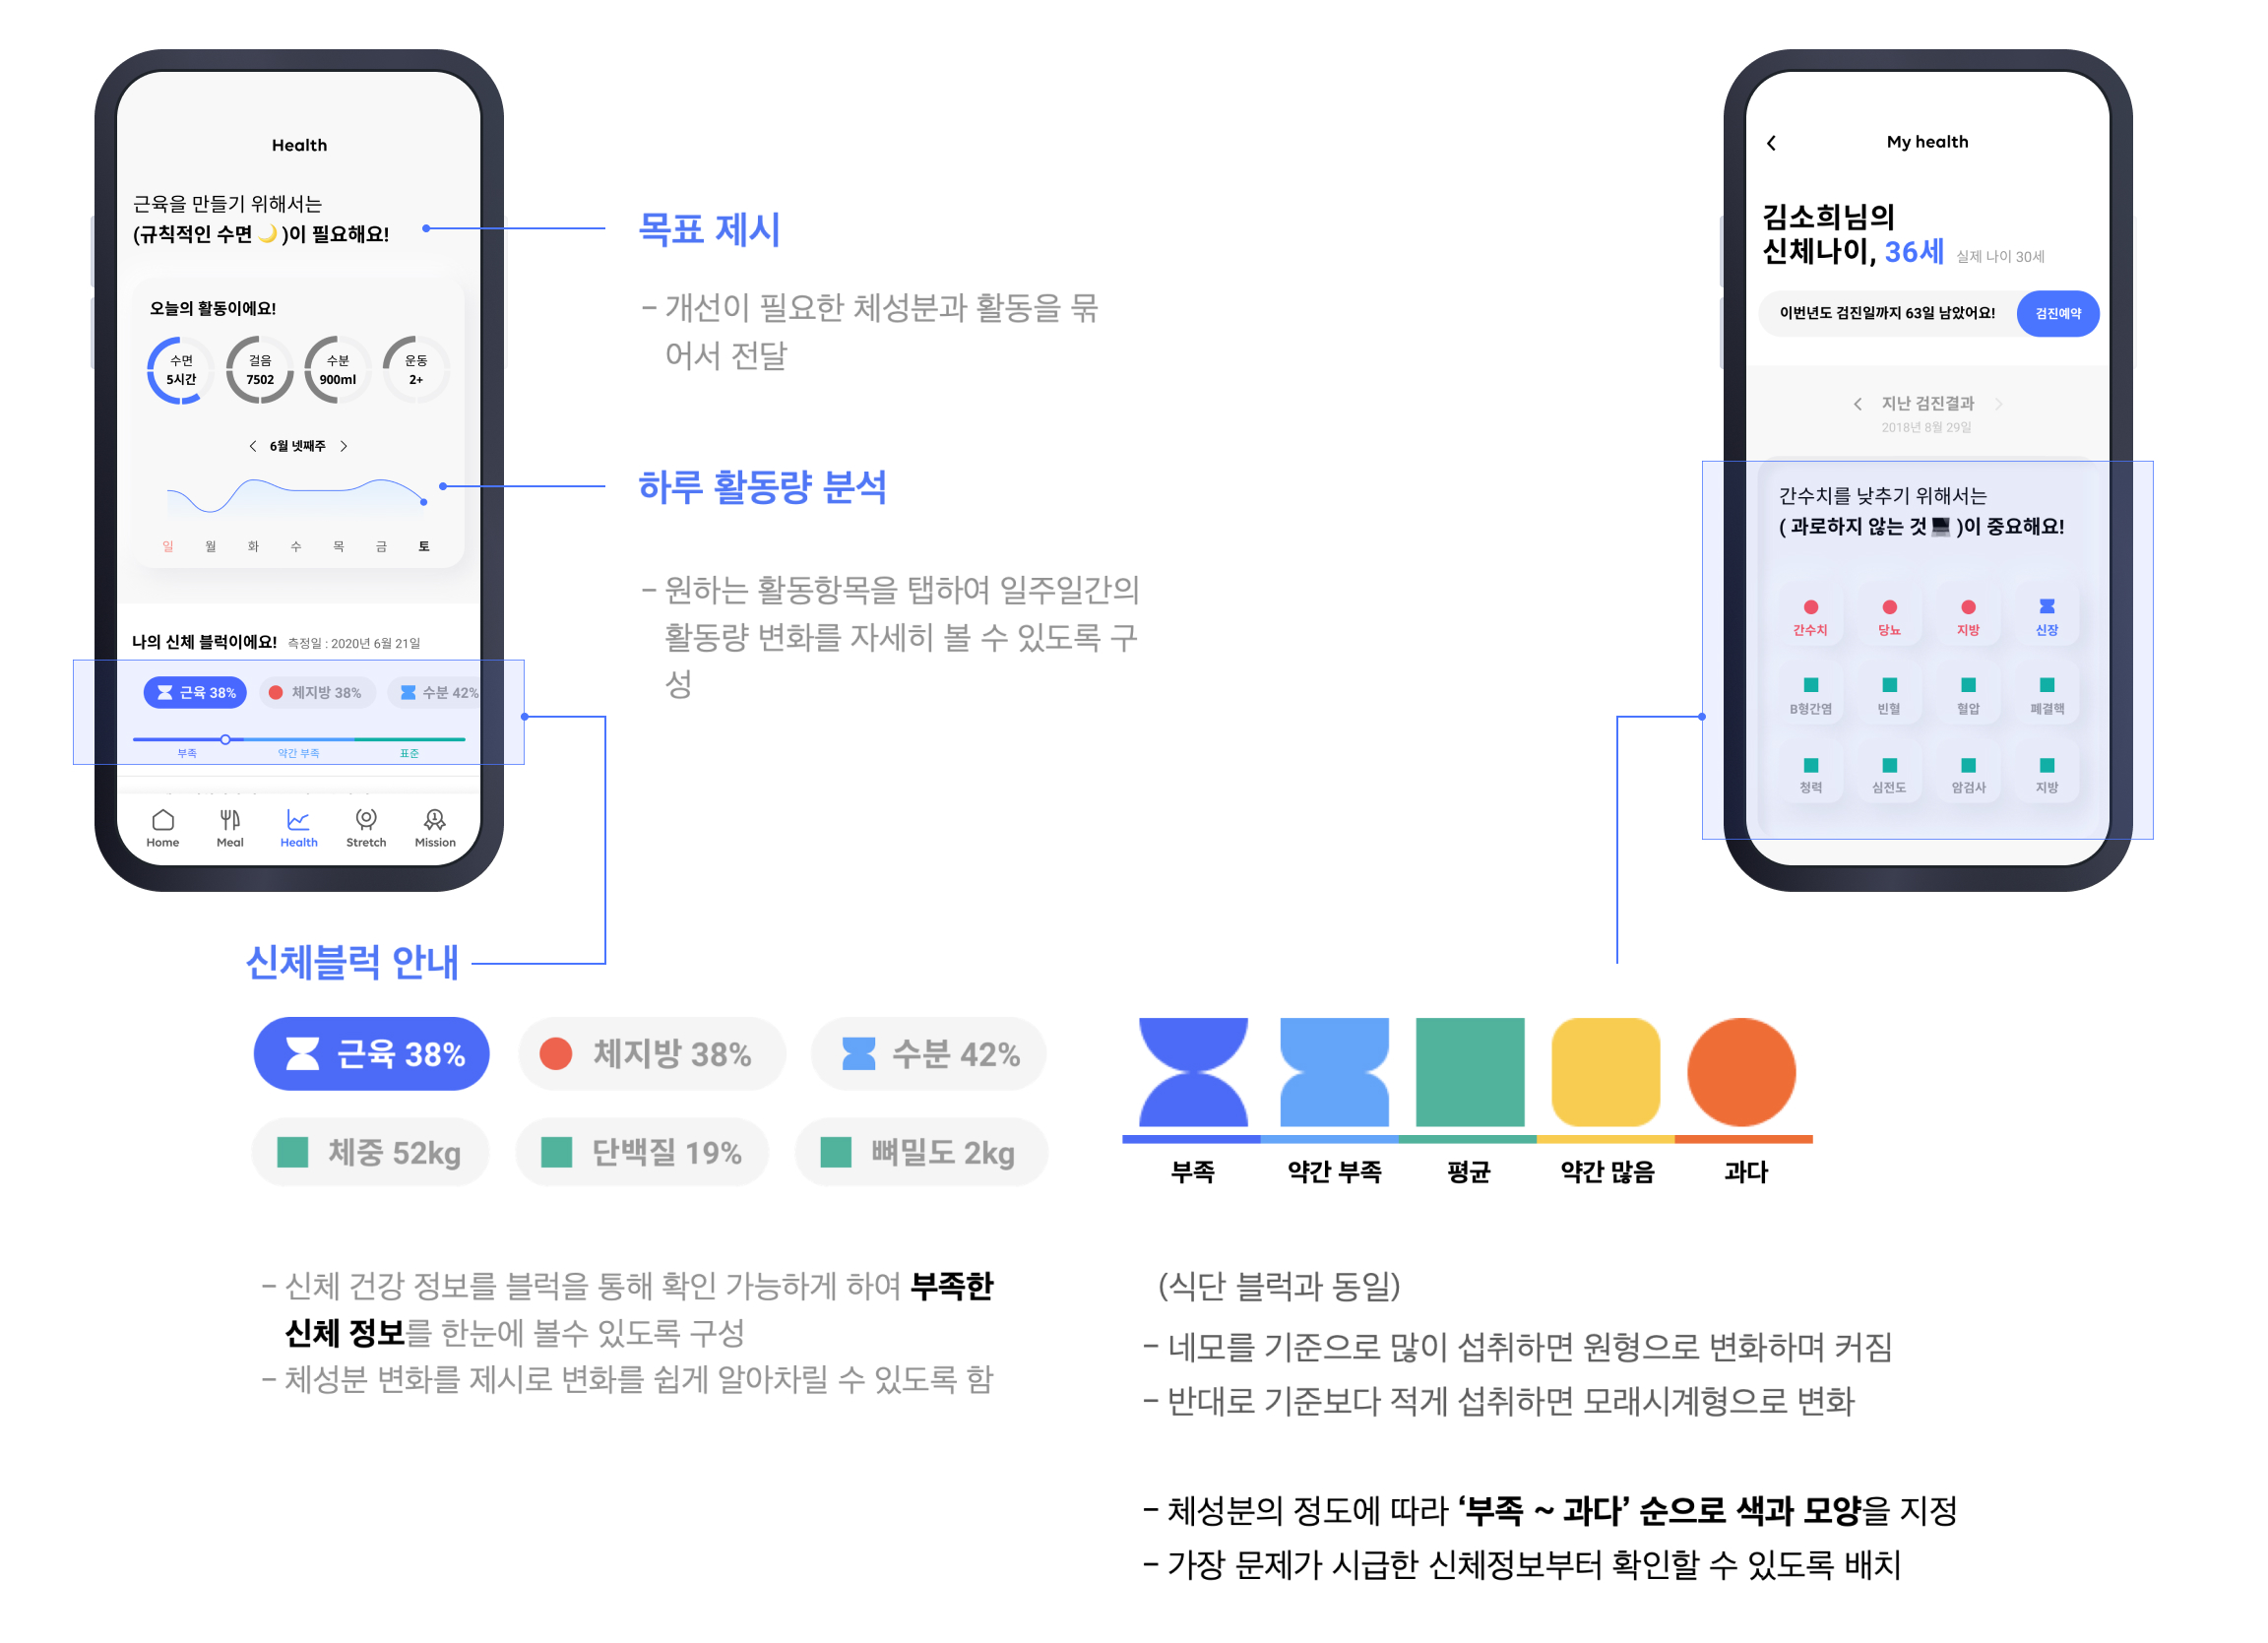 Health
근육을 만들기 위해서는
(규칙적인 수면 🌙 )이 필요해요!
오늘의 활동이에요!
수면
5시간
걸음
7502
수분
900ml
운동
2+
6월 넷째주
일 월 화 수 목 금 토
나의 신체 블럭이에요! 측정일 : 2020년 6월 21일
근육 38% 체지방 38% 수분 42%
부족 약간 부족 표준
Home Meal Health Stretch Mission
목표 제시
– 개선이 필요한 체성분과 활동을 묶
어서 전달
하루 활동량 분석
– 원하는 활동항목을 탭하여 일주일간의
활동량 변화를 자세히 볼 수 있도록 구
성
My health
김소희님의
신체나이, 36세 실제 나이 30세
이번년도 검진일까지 63일 남았어요! 검진예약
지난 검진결과
2018년 8월 29일
간수치를 낮추기 위해서는
( 과로하지 않는 것 💻 )이 중요해요!
간수치 당뇨 지방 신장
B형간염 빈혈 혈압 폐결핵
청력 심전도 암검사 지방
신체블럭 안내
근육 38% 체지방 38% 수분 42%
체중 52kg 단백질 19% 뼈밀도 2kg
– 신체 건강 정보를 블럭을 통해 확인 가능하게 하여 부족한
신체 정보를 한눈에 볼수 있도록 구성
– 체성분 변화를 제시로 변화를 쉽게 알아차릴 수 있도록 함
부족 약간 부족 평균 약간 많음 과다
(식단 블럭과 동일)
– 네모를 기준으로 많이 섭취하면 원형으로 변화하며 커짐
– 반대로 기준보다 적게 섭취하면 모래시계형으로 변화
– 체성분의 정도에 따라 ‘부족 ~ 과다’ 순으로 색과 모양을 지정
– 가장 문제가 시급한 신체정보부터 확인할 수 있도록 배치